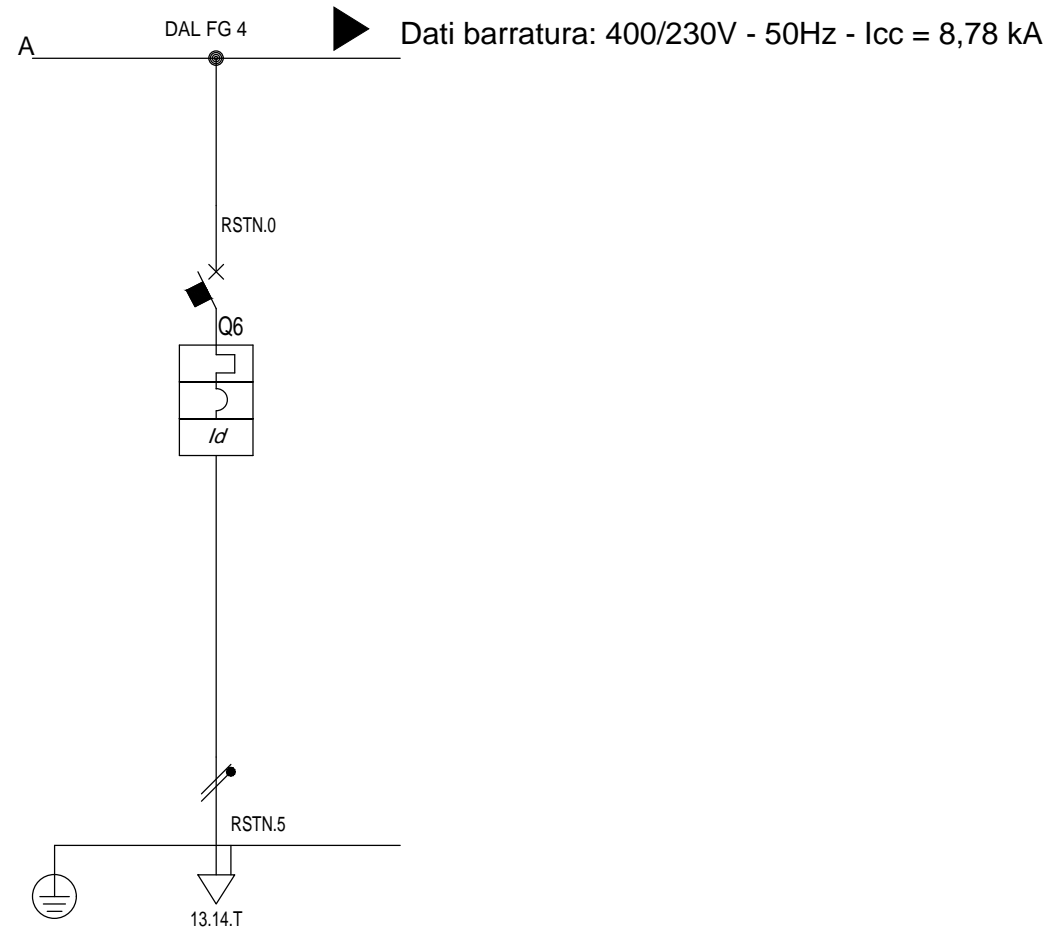 DAL FG 4
Dati barratura: 400/230V - 50Hz - Icc = 8,78 kA
A
RSTN.0
Q6
Id
RSTN.5
13.14.T